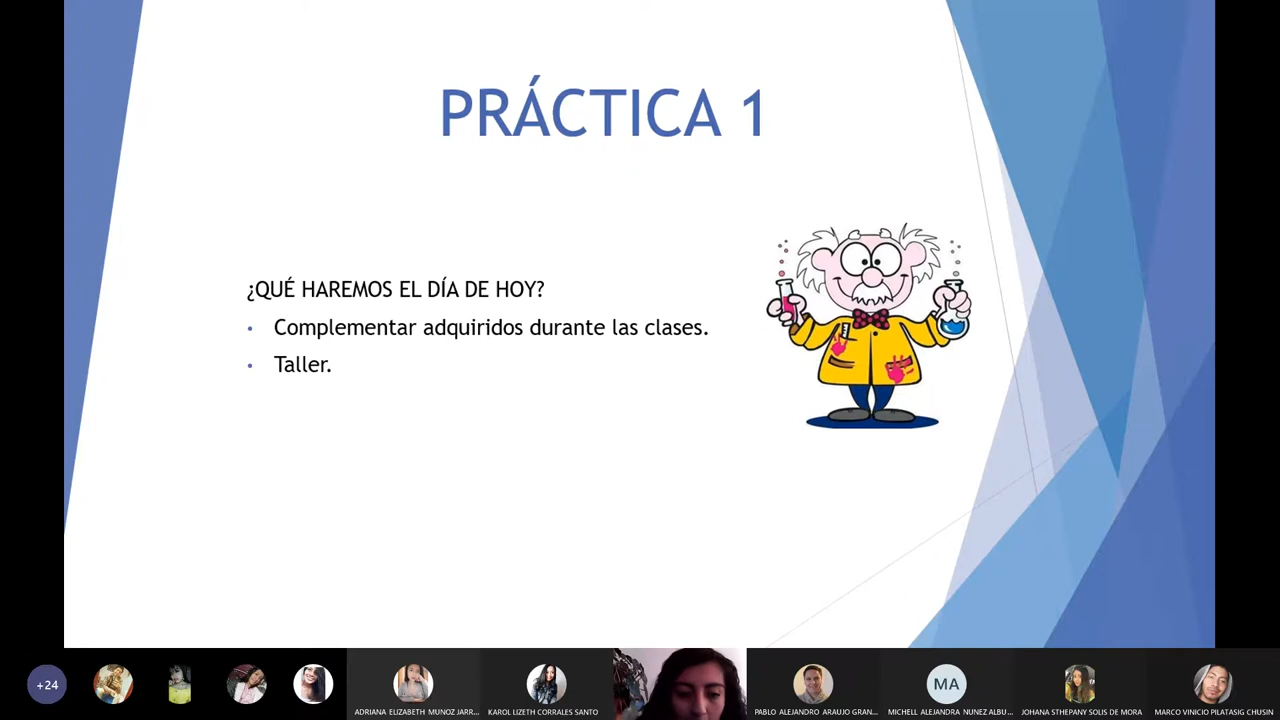 PRÁCTICA 1
¿QUÉ HAREMOS EL DÍA DE HOY?
• Complementar adquiridos durante las clases.
• Taller.
+24
ADRIANA ELIZABETH MUNOZ JARR...
KAROL LIZETH CORRALES SANTO
PABLO ALEJANDRO ARAUJO GRAN...
MA
MICHELL ALEJANDRA NUNEZ ALBU...
JOHANA STHEPANY SOLIS DE MORA
MARCO VINICIO PILATASIG CHUSIN